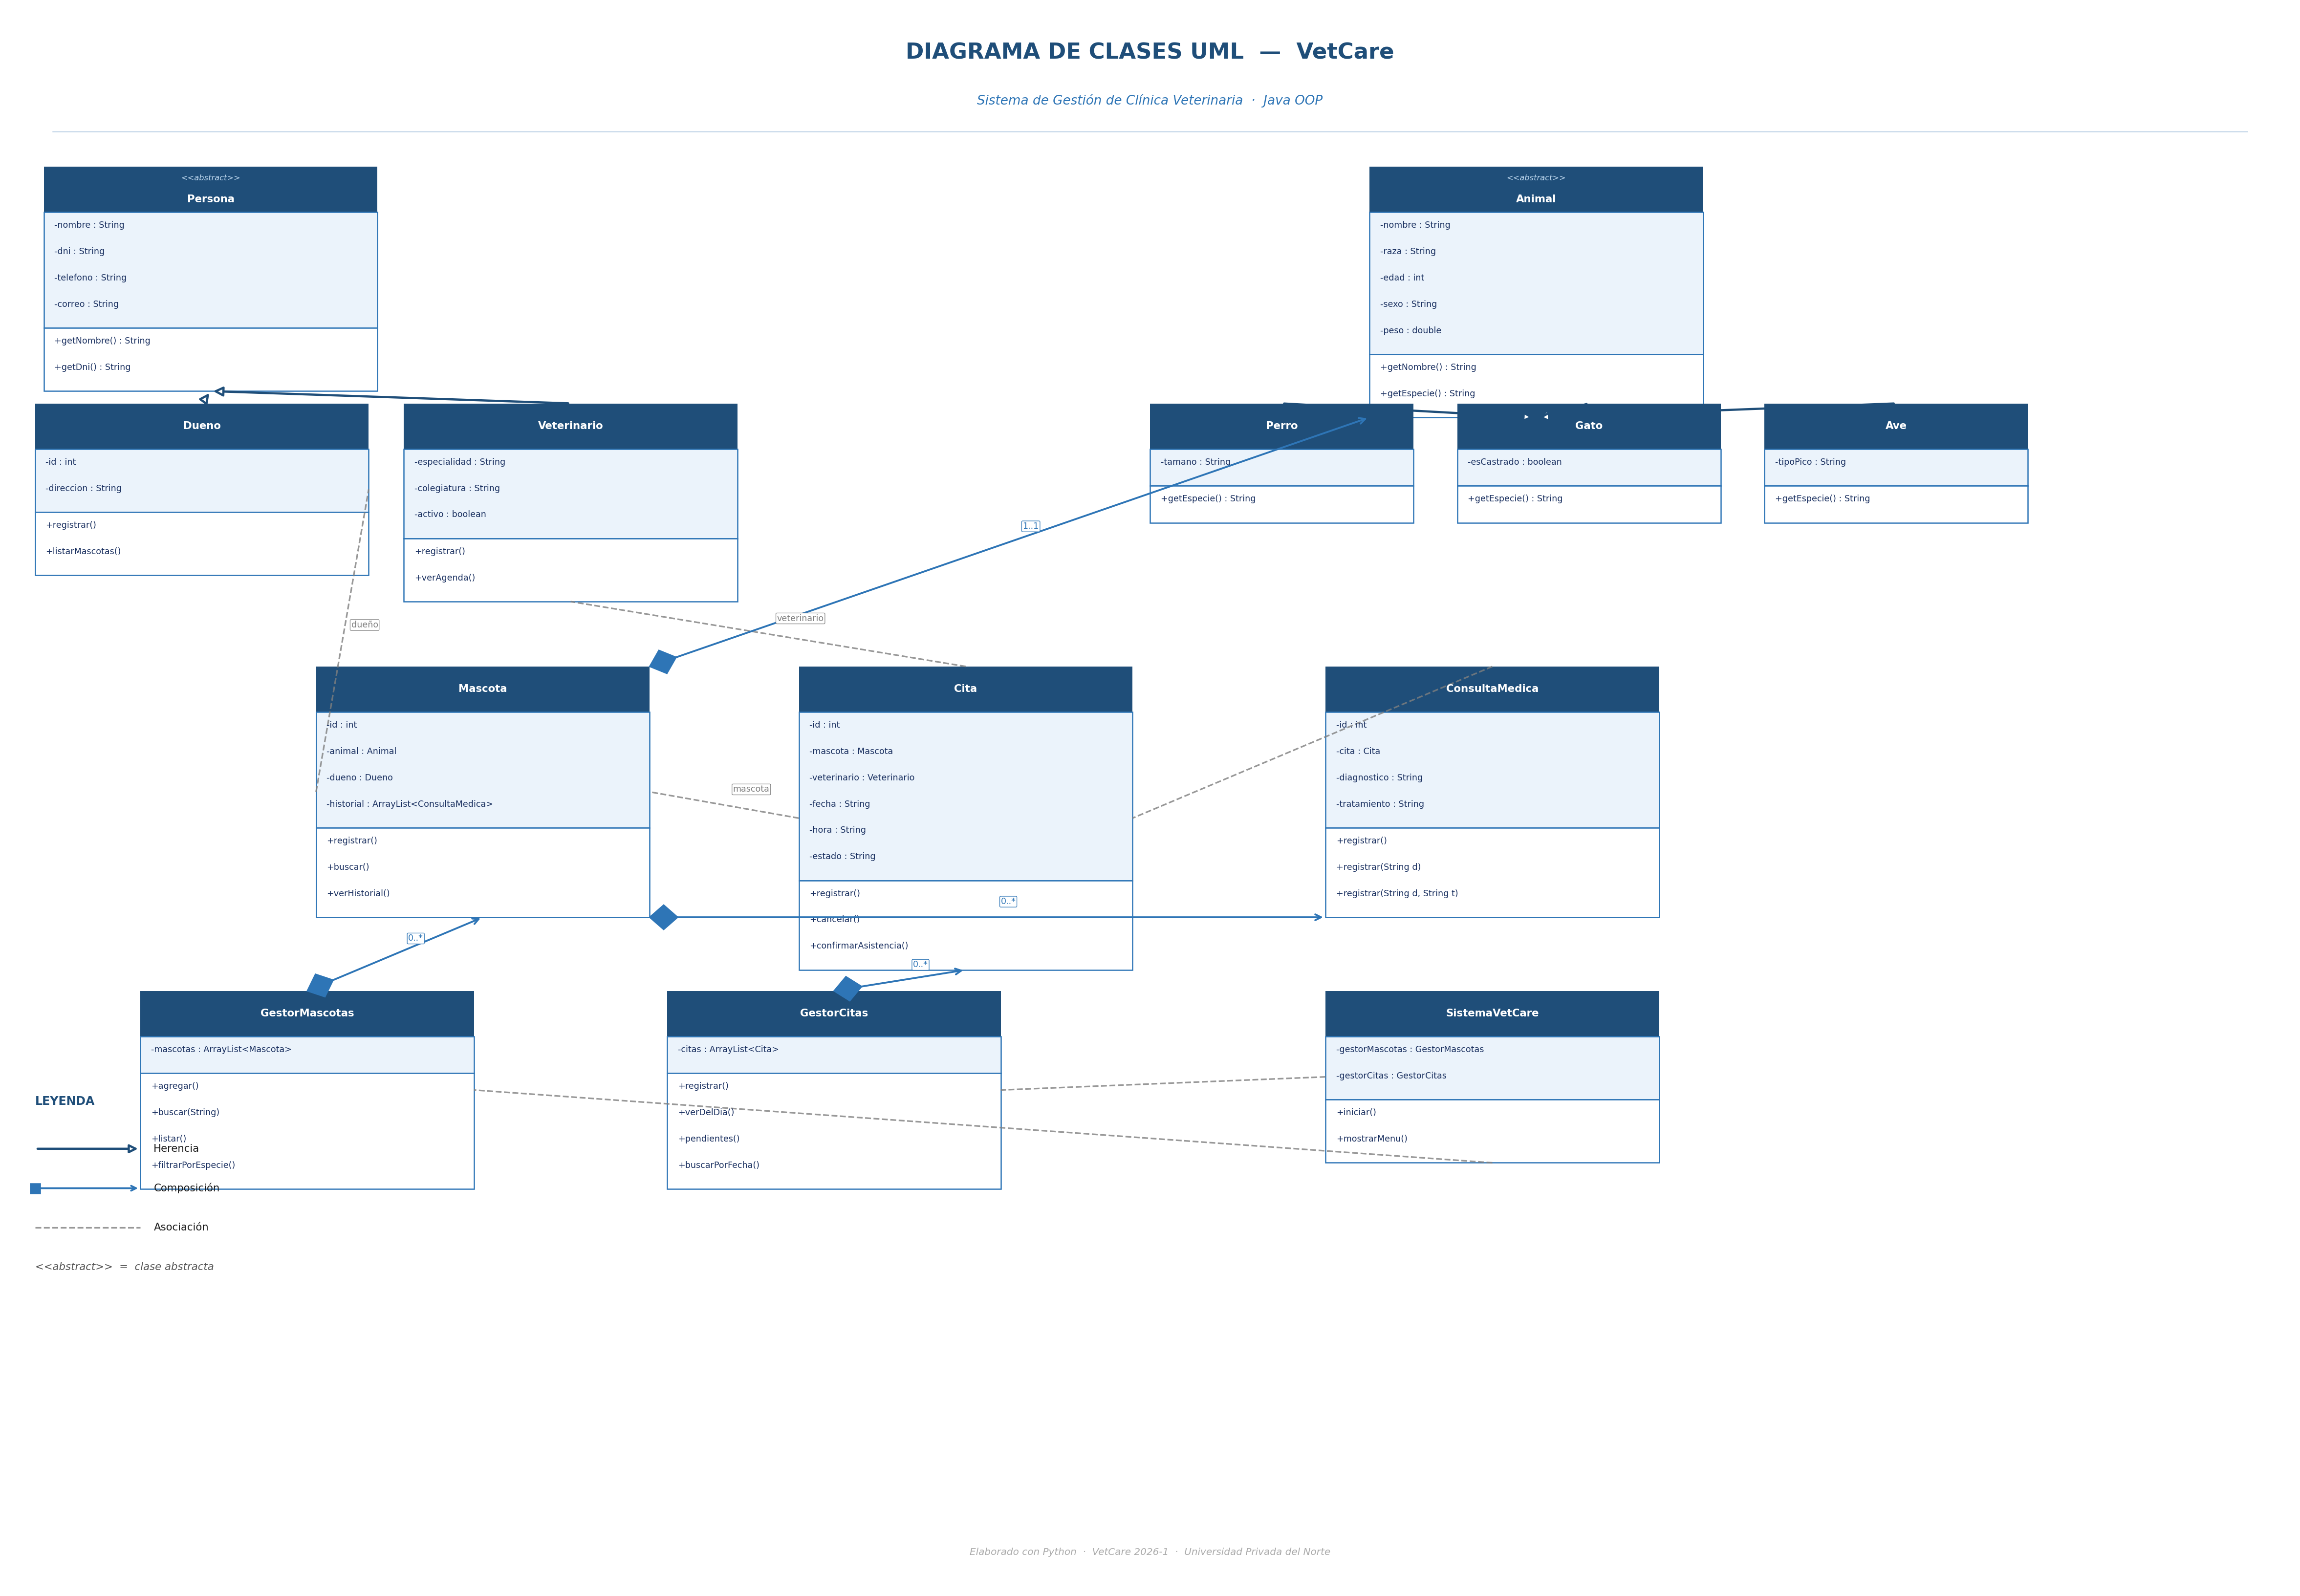 DIAGRAMA DE CLASES UML — VetCare
Sistema de Gestión de Clínica Veterinaria · Java OOP
<<abstract>>
Persona
-nombre : String
-dni : String
-telefono : String
-correo : String
+getNombre() : String
+getDni() : String
<<abstract>>
Animal
-nombre : String
-raza : String
-edad : int
-sexo : String
-peso : double
+getNombre() : String
+getEspecie() : String
Dueno
-id : int
-direccion : String
+registrar()
+listarMascotas()
Veterinario
-especialidad : String
-colegiatura : String
-activo : boolean
+registrar()
+verAgenda()
Perro
-tamano : String
+getEspecie() : String
Gato
-esCastrado : boolean
+getEspecie() : String
Ave
-tipoPico : String
+getEspecie() : String
1..1
veterinario
dueño
Mascota
-id : int
-animal : Animal
-dueno : Dueno
-historial : ArrayList<ConsultaMedica>
+registrar()
+buscar()
+verHistorial()
mascota
Cita
-id : int
-mascota : Mascota
-veterinario : Veterinario
-fecha : String
-hora : String
-estado : String
+registrar()
+cancelar()
+confirmarAsistencia()
ConsultaMedica
-id : int
-cita : Cita
-diagnostico : String
-tratamiento : String
+registrar()
+registrar(String d)
+registrar(String d, String t)
0..*
0..*
0..*
GestorMascotas
-mascotas : ArrayList<Mascota>
+agregar()
+buscar(String)
+listar()
+filtrarPorEspecie()
GestorCitas
-citas : ArrayList<Cita>
+registrar()
+verDelDia()
+pendientes()
+buscarPorFecha()
SistemaVetCare
-gestorMascotas : GestorMascotas
-gestorCitas : GestorCitas
+iniciar()
+mostrarMenu()
LEYENDA
Herencia
Composición
Asociación
<<abstract>> = clase abstracta
Elaborado con Python · VetCare 2026-1 · Universidad Privada del Norte